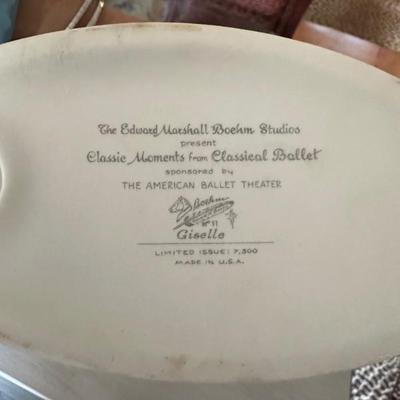 The Edward Marshall Boehm Studios
present
Classic Moments from Classical Ballet
sponsored by
THE AMERICAN BALLET THEATER
Boehm
Giselle
LIMITED ISSUE: 7,500
MADE IN U.S.A.